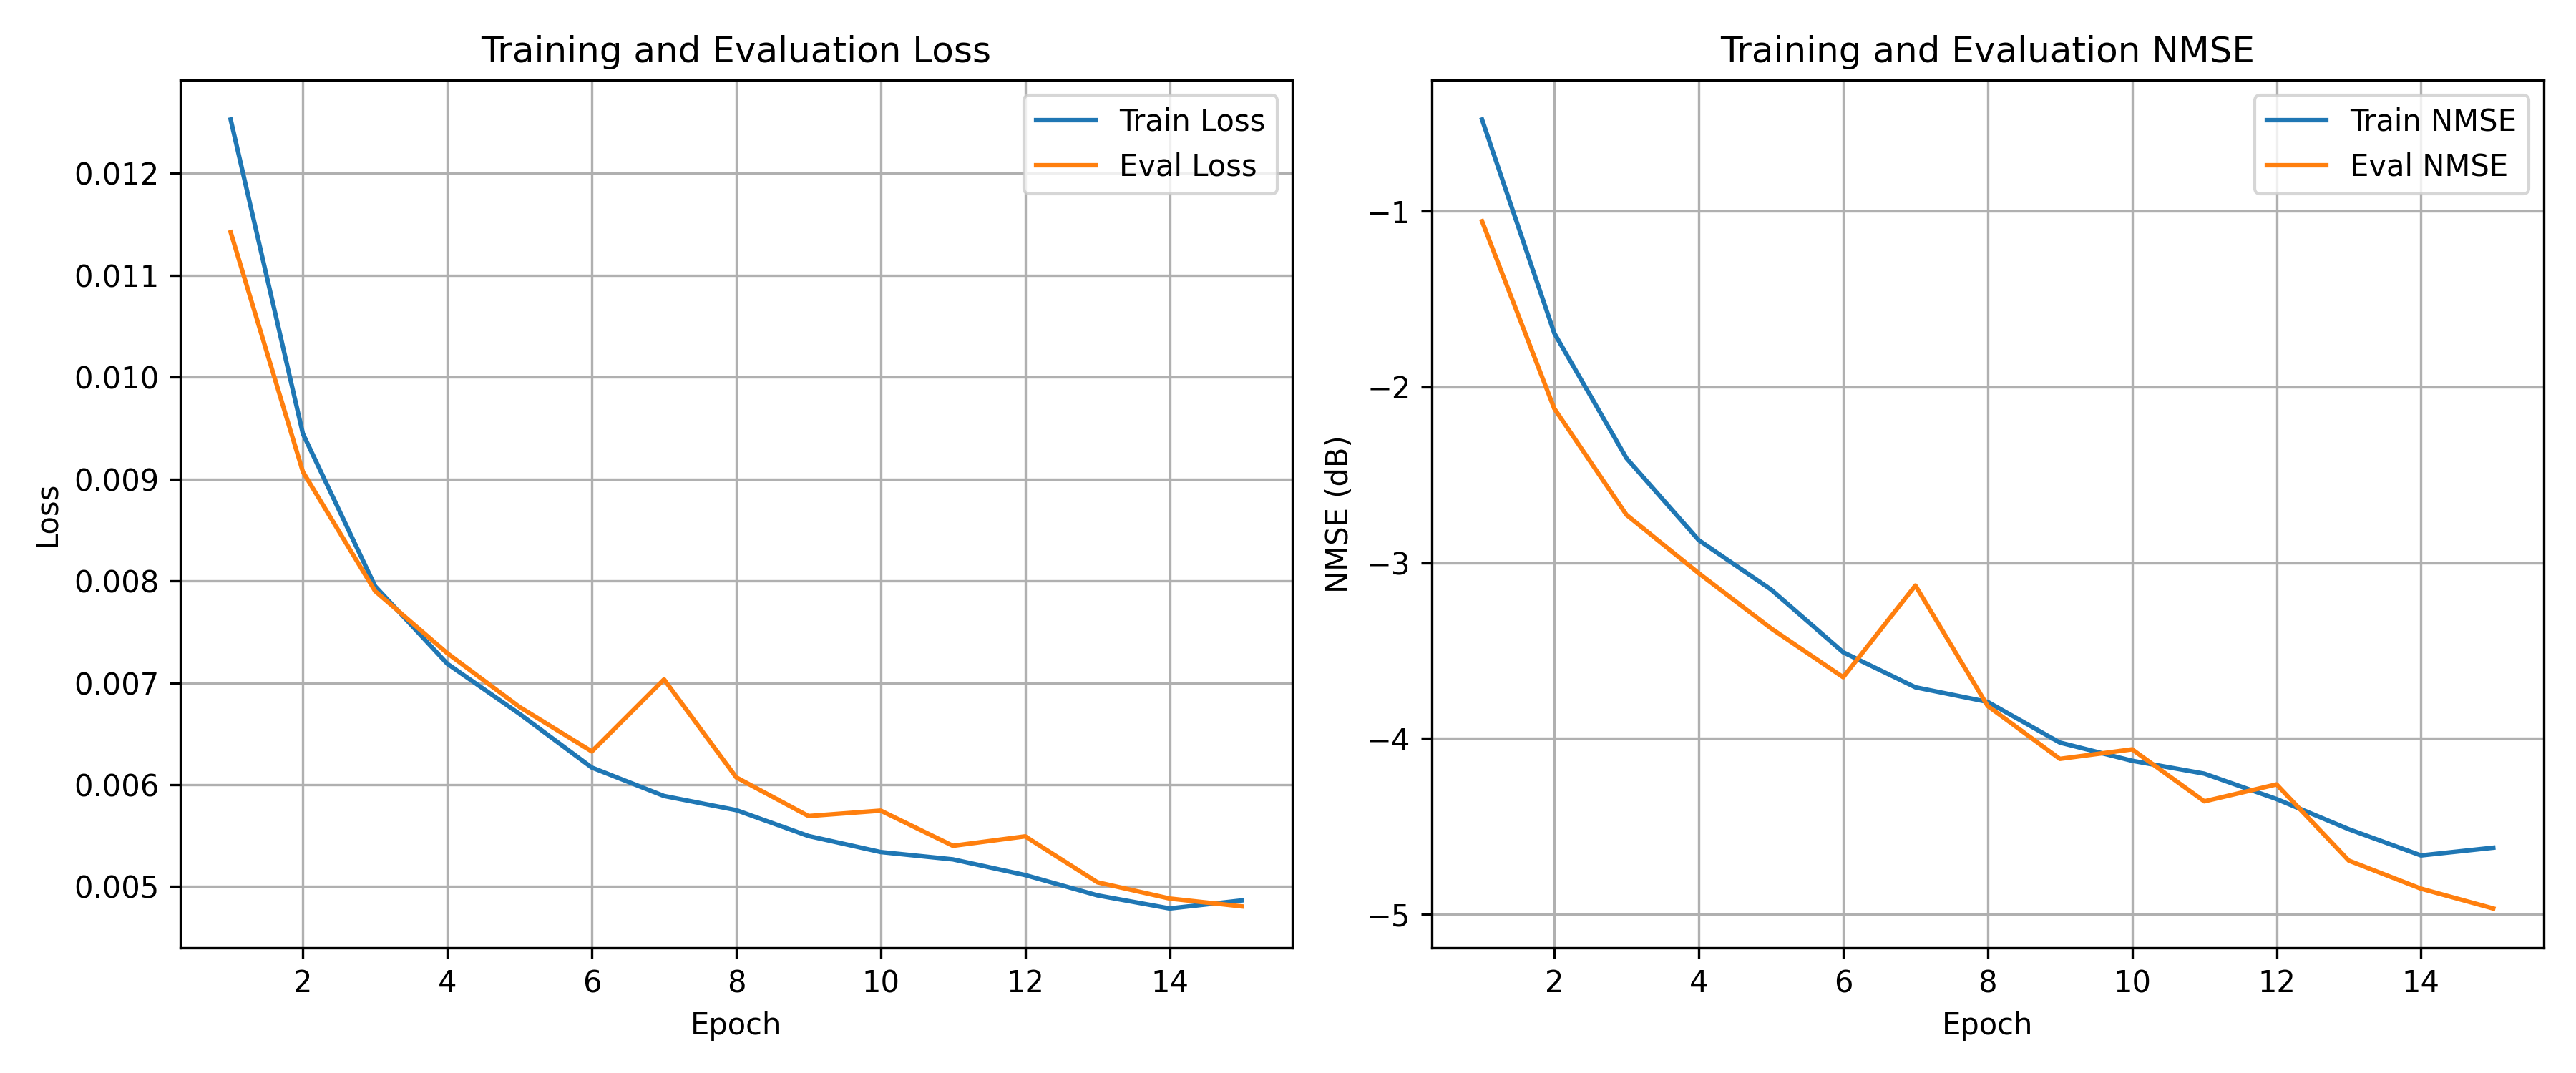 Training and Evaluation Loss
Train Loss
Eval Loss
0.012
0.011
0.010
0.009
0.008
0.007
0.006
0.005
Loss
2 4 6 8 10 12 14
Epoch
Training and Evaluation NMSE
Train NMSE
Eval NMSE
−1
−2
−3
−4
−5
NMSE (dB)
2 4 6 8 10 12 14
Epoch